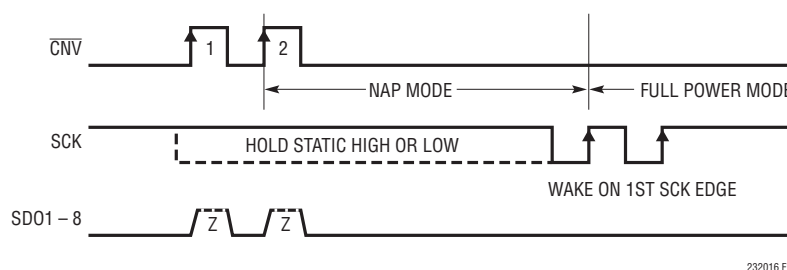 CNV
1 2
NAP MODE FULL POWER MODE
SCK
HOLD STATIC HIGH OR LOW
WAKE ON 1ST SCK EDGE
SDO1 – 8
Z Z
232016 F